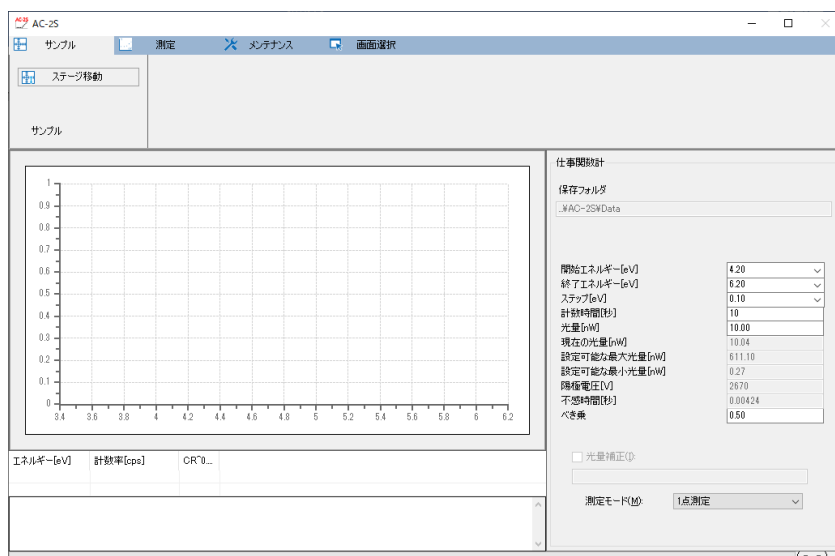 AC-2S
サンプル 測定 メンテナンス 画面選択
ステージ移動
サンプル
仕事関数計
保存フォルダ
..¥AC-2S¥Data
1
0.9
0.8
0.7
0.6
0.5
0.4
0.3
0.2
0.1
0
3.4 3.6 3.8 4 4.2 4.4 4.6 4.8 5 5.2 5.4 5.6 5.8 6 6.2
開始エネルギー[eV] 4.20
終了エネルギー[eV] 6.20
ステップ[eV] 0.10
計数時間[秒] 10
光量[nW] 10.00
現在の光量[nW] 10.04
設定可能な最大光量[nW] 611.10
設定可能な最小光量[nW] 0.27
陽極電圧[V] 2670
不感時間[秒] 0.00424
べき乗 0.50
エネルギー[eV] 計数率[cps] CR^0...
光量補正(I):
測定モード(M): 1点測定